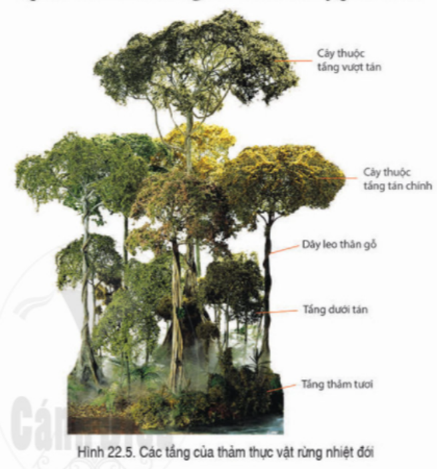 Cây thuộc
tầng vượt tán
Cây thuộc
tầng tán chính
Dây leo thân gỗ
Tầng dưới tán
Tầng thảm tươi
Cánh
Hình 22.5. Các tầng của thảm thực vật rừng nhiệt đới